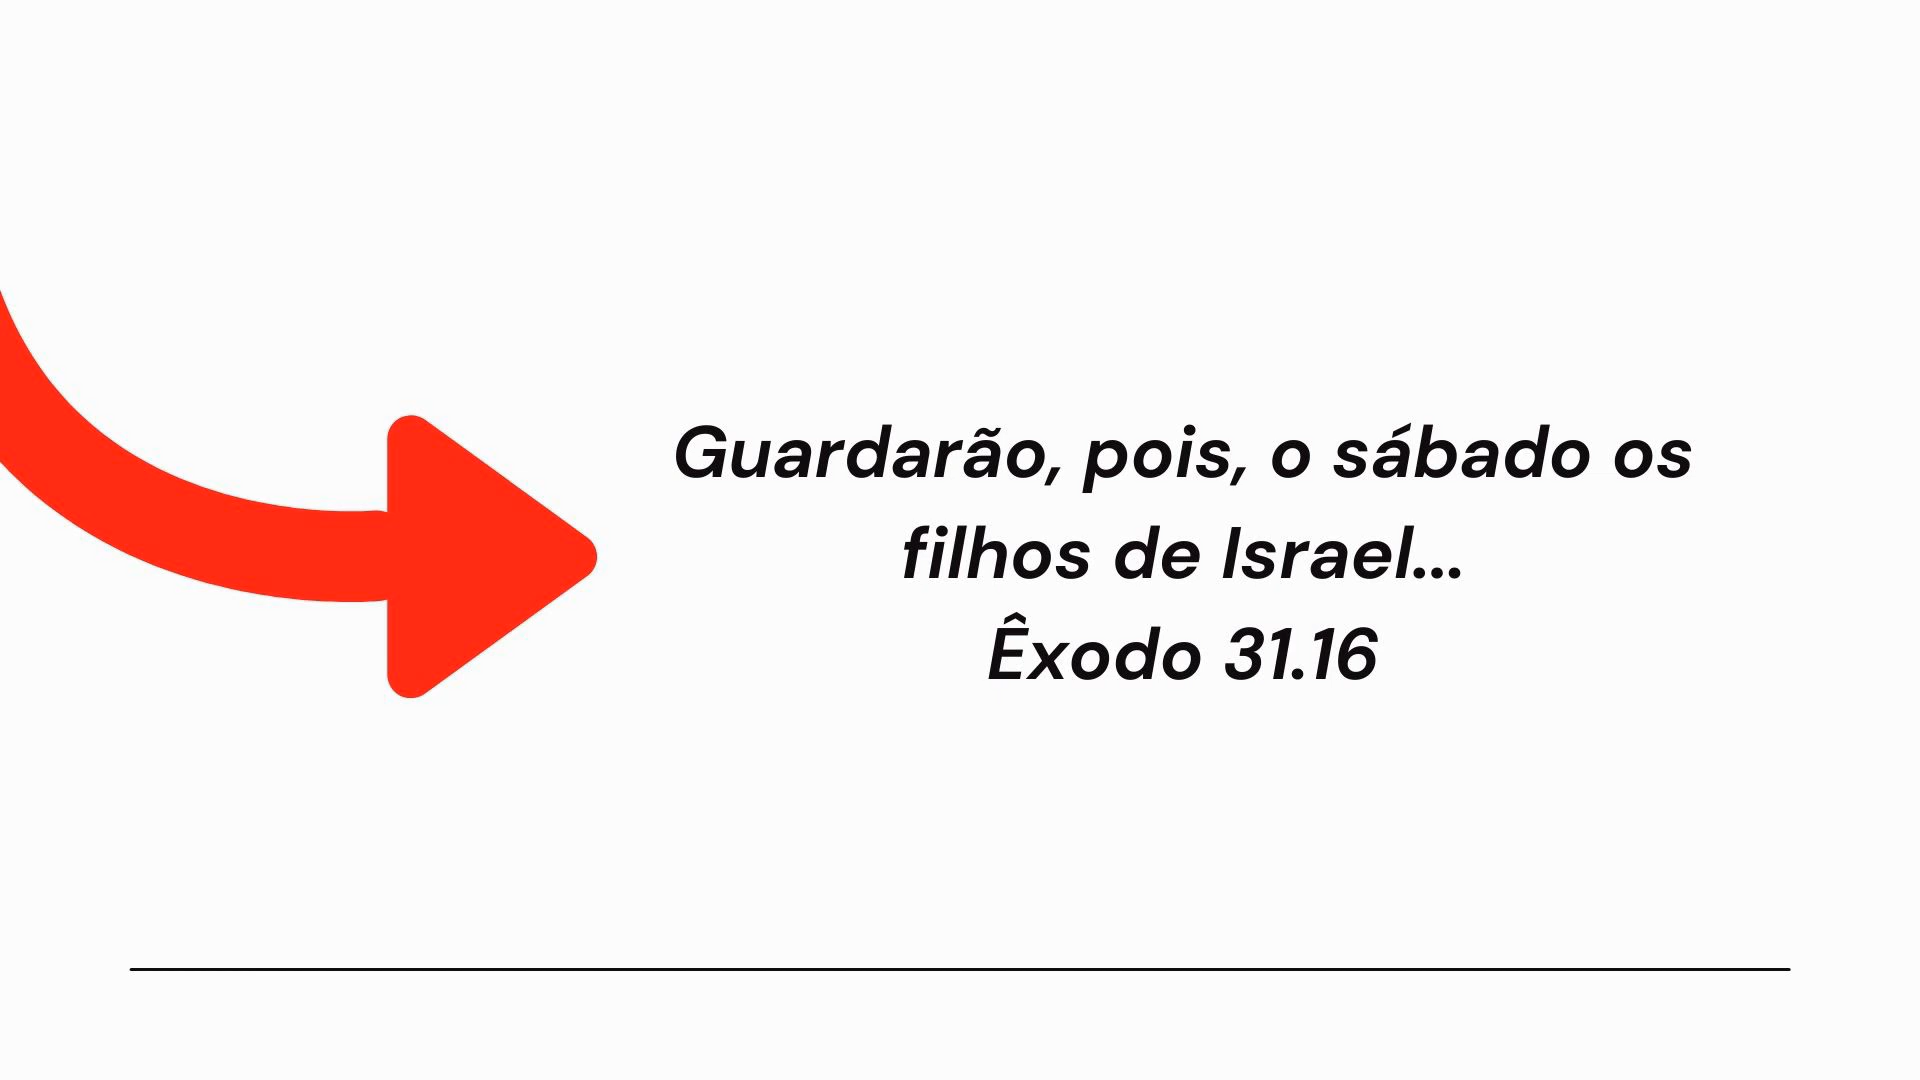 Guardarão, pois, o sábado os
filhos de Israel...
Êxodo 31.16